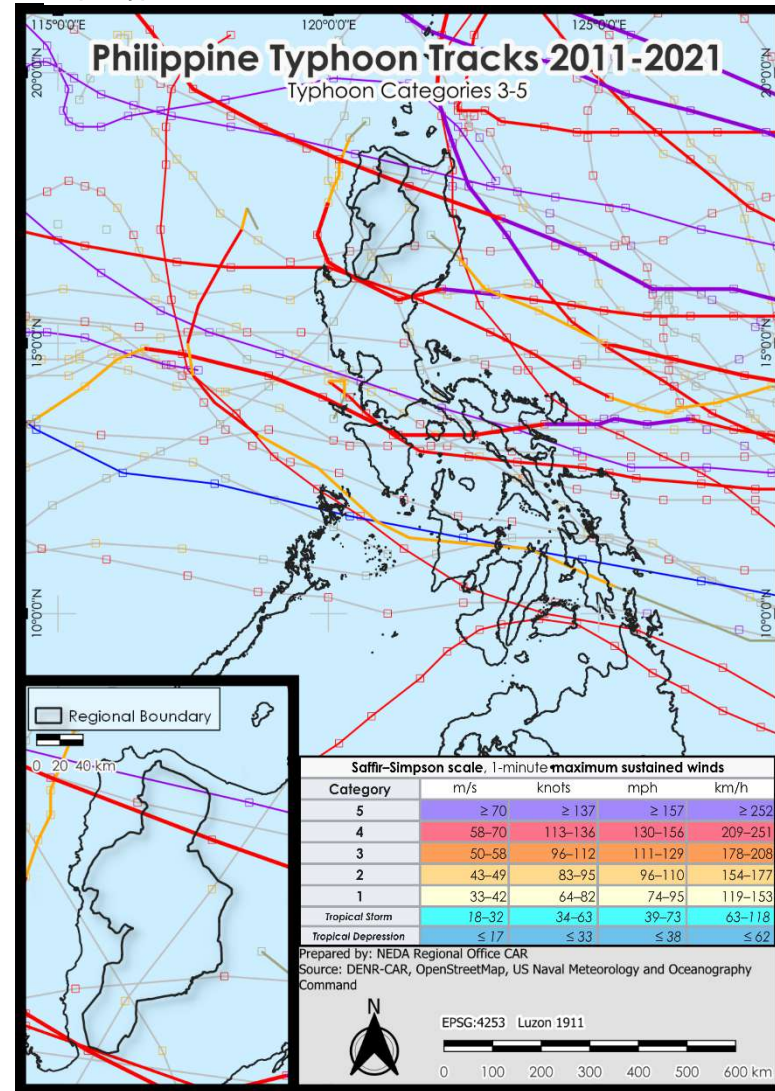 115°0'0"E 120°0'0"E 125°0'0"E
Philippine Typhoon Tracks 2011-2021
Typhoon Categories 3-5
20°0'0"N 20°0'0"N
15°0'0"N 15°0'0"N
10°0'0"N 10°0'0"N
Regional Boundary
0 20 40 km
Saffir–Simpson scale, 1-minute maximum sustained winds
Category m/s knots mph km/h
5 ≥ 70 ≥ 137 ≥ 157 ≥ 252
4 58–70 113–136 130–156 209–251
3 50–58 96–112 111–129 178–208
2 43–49 83–95 96–110 154–177
1 33–42 64–82 74–95 119–153
Tropical Storm 18–32 34–63 39–73 63–118
Tropical Depression ≤ 17 ≤ 33 ≤ 38 ≤ 62
Prepared by: NEDA Regional Office CAR
Source: DENR-CAR, OpenStreetMap, US Naval Meteorology and Oceanography
Command
N
EPSG:4253 Luzon 1911
0 100 200 300 400 500 600 km